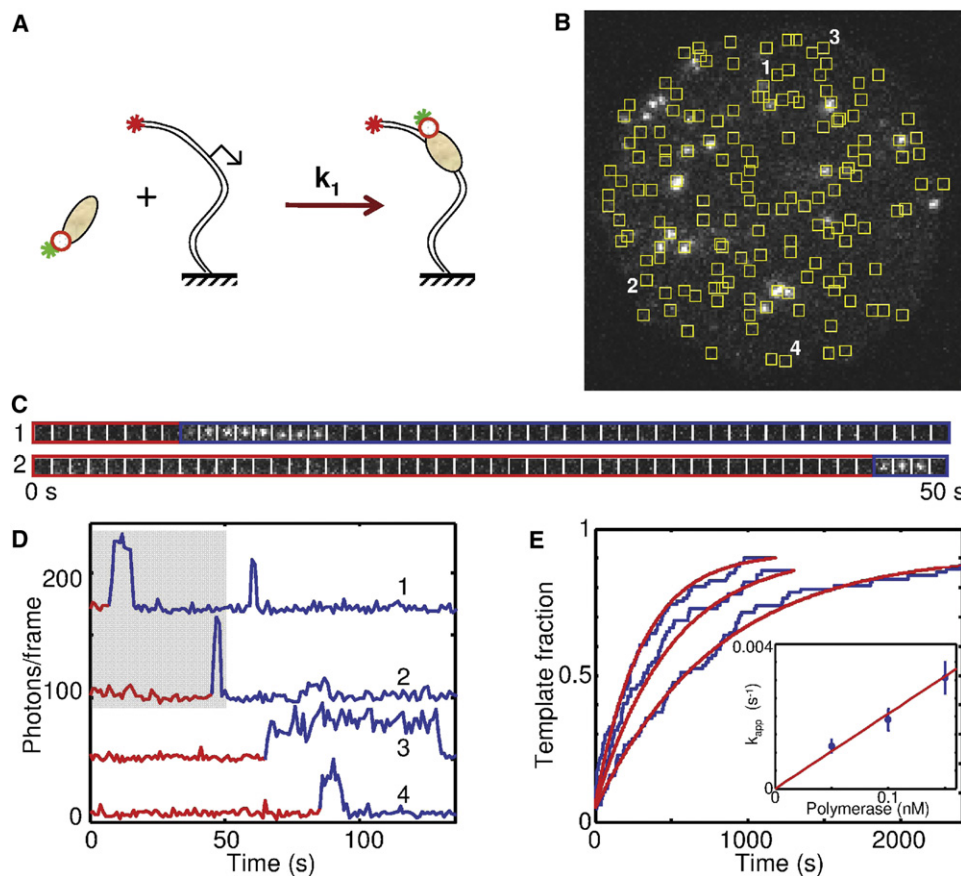 A
+
k₁
B
1
2
3
4
C
1
2
0 s
50 s
D
Photons/frame
200
100
0
1
2
3
4
0
50
100
Time (s)
E
Template fraction
1
0.5
0
0
1000
2000
Time (s)
0.004
kapp (s⁻¹)
0
0
0.1
Polymerase (nM)